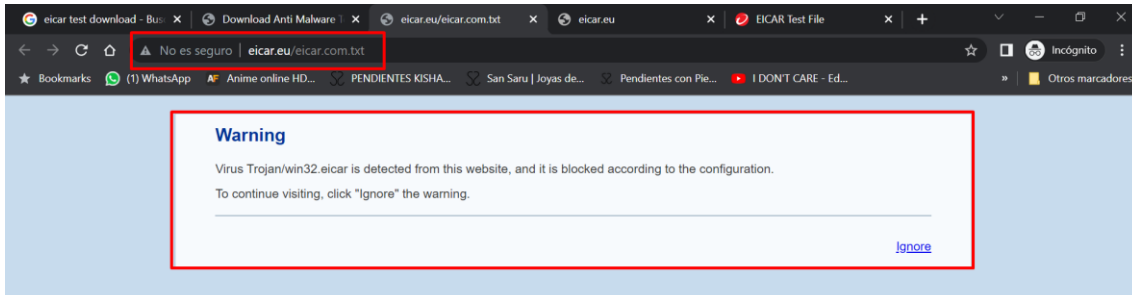 eicar test download - Busc
Download Anti Malware T
eicar.eu/eicar.com.txt
eicar.eu
EICAR Test File
No es seguro | eicar.eu/eicar.com.txt
Incógnito
Bookmarks
(1) WhatsApp
Anime online HD...
PENDIENTES KISHA...
San Saru | Joyas de...
Pendientes con Pie...
I DON'T CARE - Ed...
»
Otros marcadores
Warning
Virus Trojan/win32.eicar is detected from this website, and it is blocked according to the configuration.
To continue visiting, click "Ignore" the warning.
Ignore